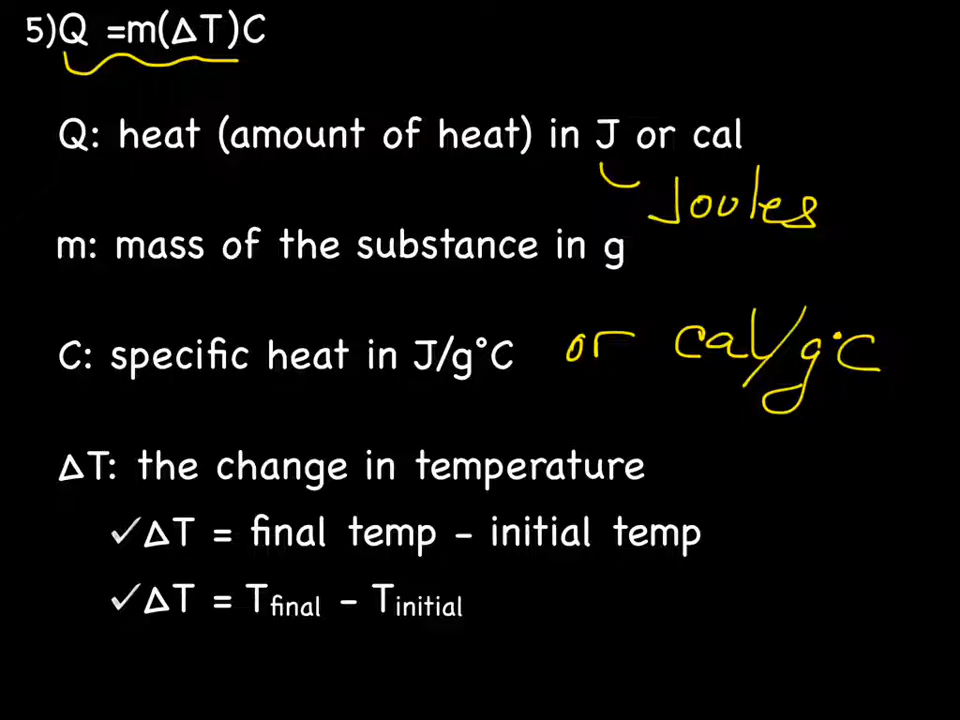 5)Q =m(ΔT)C
Q: heat (amount of heat) in J or cal
Joules
m: mass of the substance in g
C: specific heat in J/g°C or cal/g°C
ΔT: the change in temperature
✓ΔT = final temp - initial temp
✓ΔT = Tfinal - Tinitial